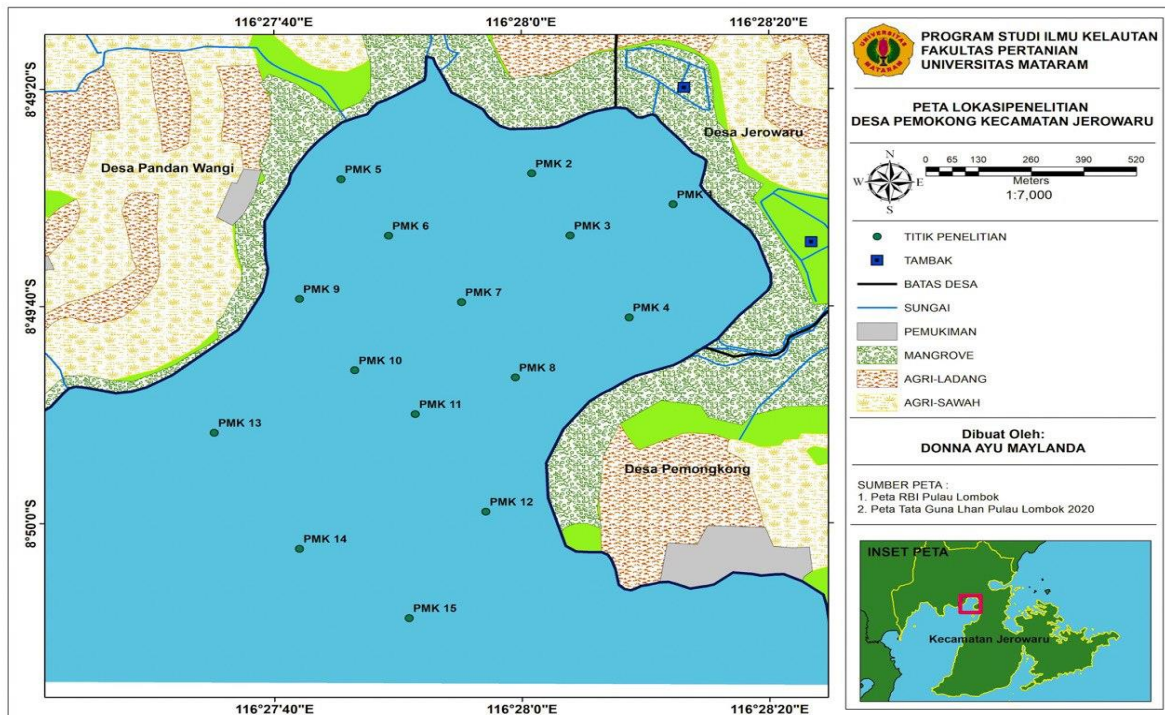 116°27'40"E
116°28'0"E
116°28'20"E
8°49'20"S
8°49'40"S
8°50'0"S
Desa Pandan Wangi
Desa Jerowaru
Desa Pemongkong
PMK 5
PMK 2
PMK 1
PMK 6
PMK 3
PMK 9
PMK 7
PMK 4
PMK 10
PMK 8
PMK 11
PMK 13
PMK 12
PMK 14
PMK 15
116°27'40"E
116°28'0"E
116°28'20"E
UNIVERSITAS
MATARAM
PROGRAM STUDI ILMU KELAUTAN
FAKULTAS PERTANIAN
UNIVERSITAS MATARAM
PETA LOKASIPENELITIAN
DESA PEMOKONG KECAMATAN JEROWARU
N
W
E
S
0 65 130 260 390 520
Meters
1:7,000
TITIK PENELITIAN
TAMBAK
BATAS DESA
SUNGAI
PEMUKIMAN
MANGROVE
AGRI-LADANG
AGRI-SAWAH
Dibuat Oleh:
DONNA AYU MAYLANDA
SUMBER PETA :
1. Peta RBI Pulau Lombok
2. Peta Tata Guna Lhan Pulau Lombok 2020
INSET PETA
Kecamatan Jerowaru